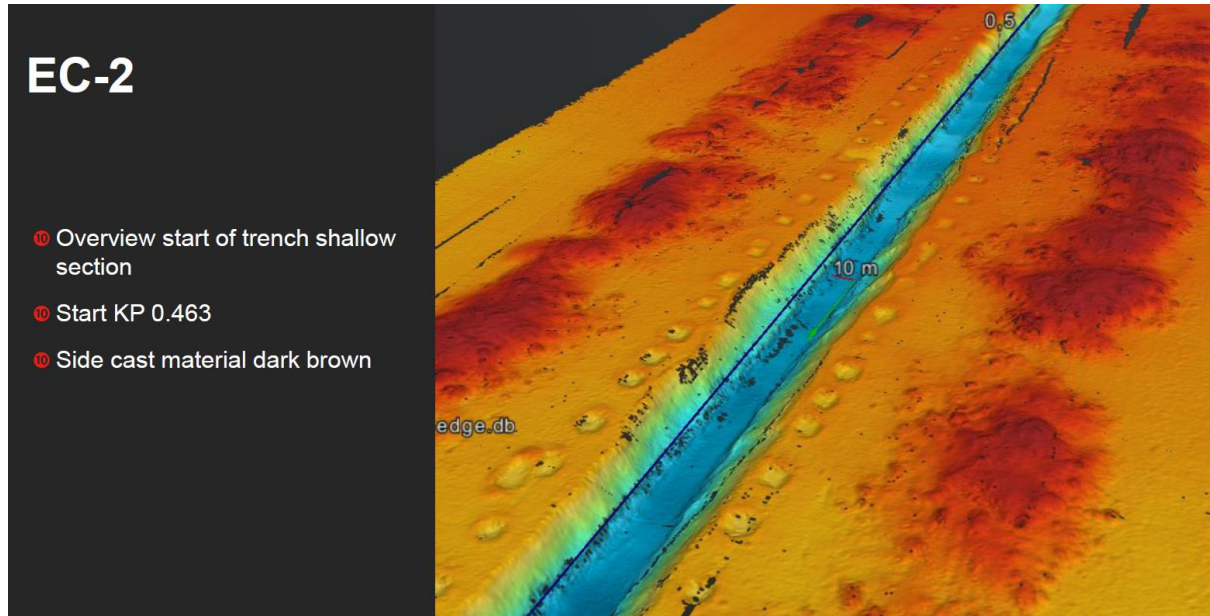 EC-2
Overview start of trench shallow
section
Start KP 0.463
Side cast material dark brown
0,5
10 m
edge.db